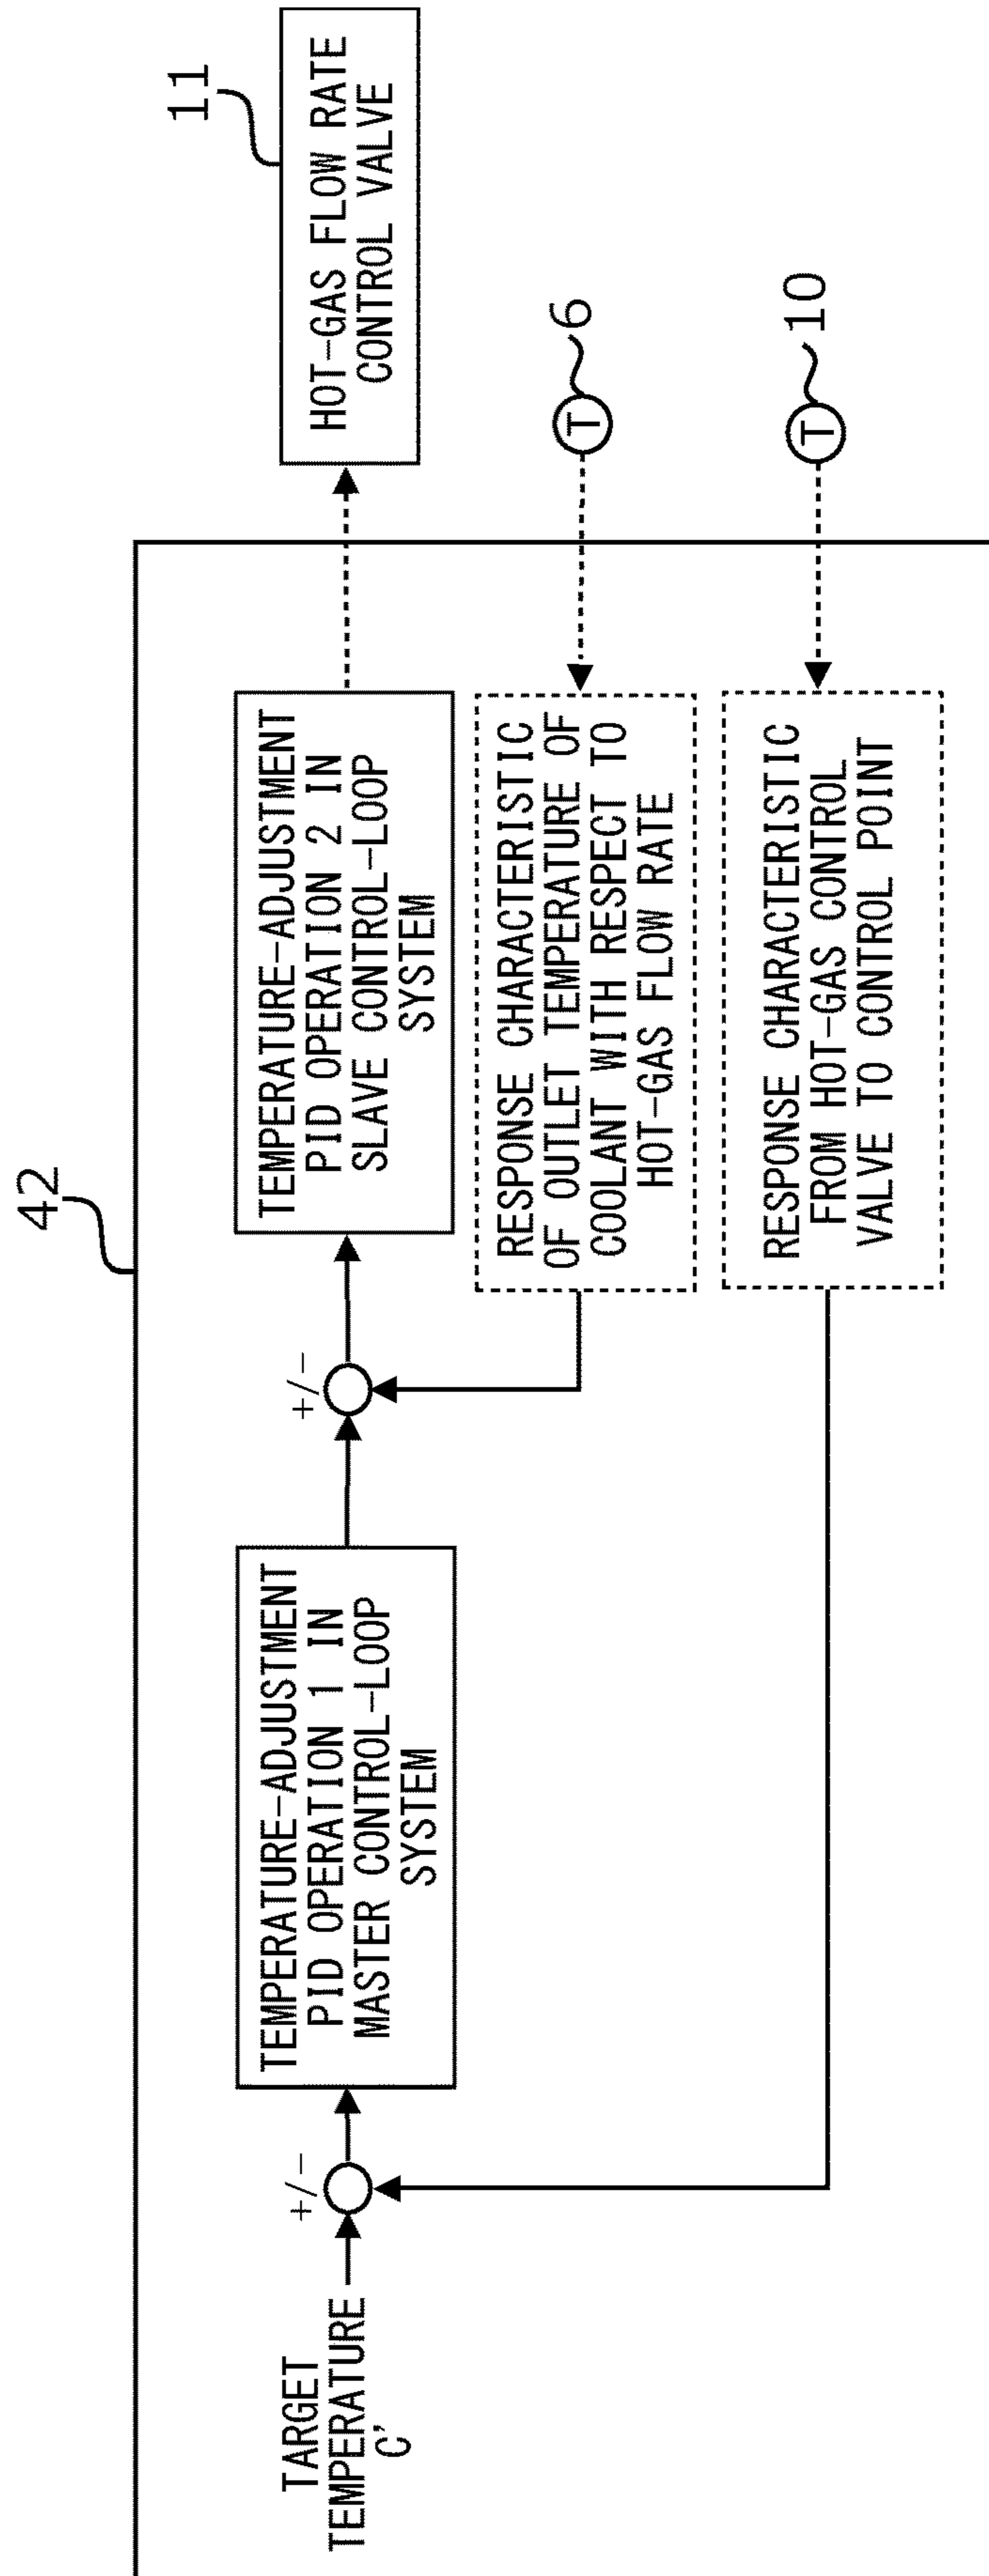 42
11
TARGET
TEMPERATURE
C'
+/-
TEMPERATURE-ADJUSTMENT
PID OPERATION 1 IN
MASTER CONTROL-LOOP
SYSTEM
+/-
TEMPERATURE-ADJUSTMENT
PID OPERATION 2 IN
SLAVE CONTROL-LOOP
SYSTEM
HOT-GAS FLOW RATE
CONTROL VALVE
RESPONSE CHARACTERISTIC
OF OUTLET TEMPERATURE OF
COOLANT WITH RESPECT TO
HOT-GAS FLOW RATE
T
6
RESPONSE CHARACTERISTIC
FROM HOT-GAS CONTROL
VALVE TO CONTROL POINT
T
10